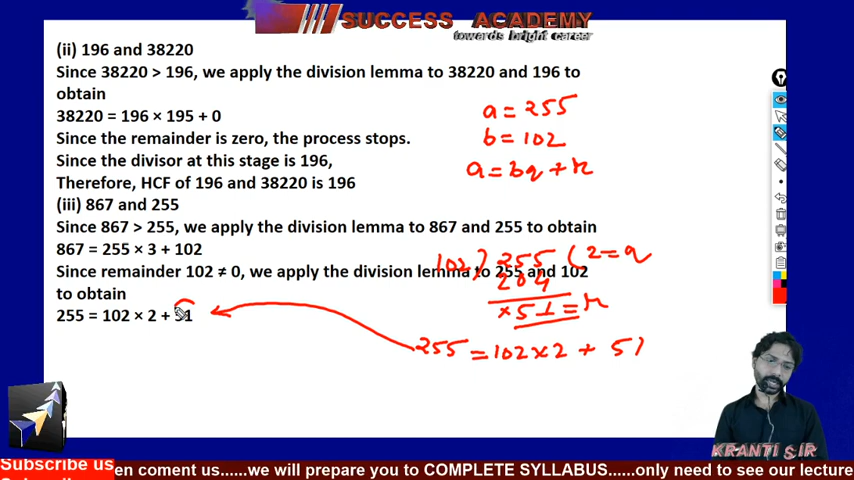 SUCCESS ACADEMY
towards bright career
(ii) 196 and 38220
Since 38220 > 196, we apply the division lemma to 38220 and 196 to
obtain
38220 = 196 × 195 + 0
Since the remainder is zero, the process stops.
Since the divisor at this stage is 196,
Therefore, HCF of 196 and 38220 is 196
(iii) 867 and 255
Since 867 > 255, we apply the division lemma to 867 and 255 to obtain
867 = 255 × 3 + 102
Since remainder 102 ≠ 0, we apply the division lemma to 255 and 102
to obtain
255 = 102 × 2 + 51
a = 255
b = 102
a = bq + r
102) 255 (2 = q
204
× 51 = r
255 = 102 × 2 + 51
KRANTI SIR
Subscribe us
en coment us......we will prepare you to COMPLETE SYLLABUS......only need to see our lecture